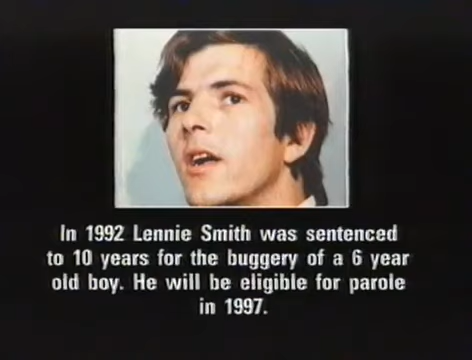 In 1992 Lennie Smith was sentenced
to 10 years for the buggery of a 6 year
old boy. He will be eligible for parole
in 1997.